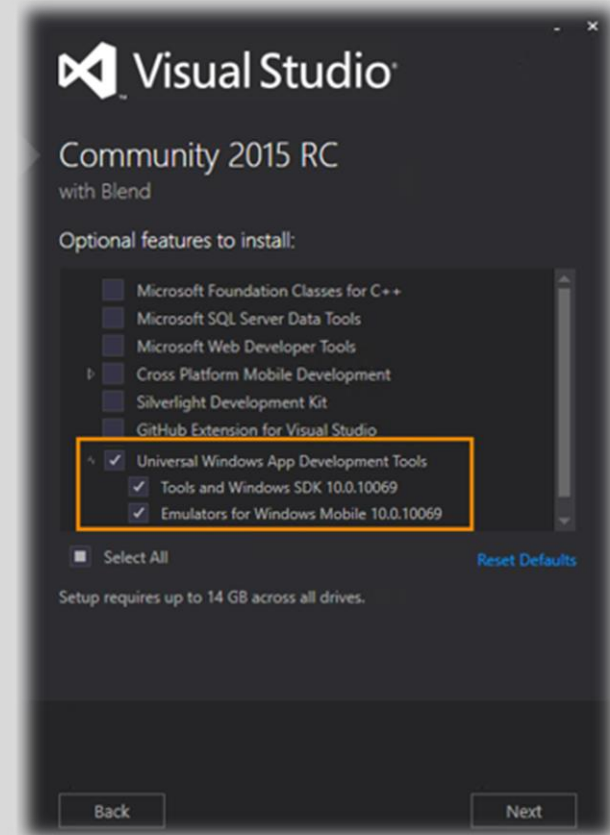 Visual Studio
Community 2015 RC
with Blend
Optional features to install:
Microsoft Foundation Classes for C++
Microsoft SQL Server Data Tools
Microsoft Web Developer Tools
Cross Platform Mobile Development
Silverlight Development Kit
GitHub Extension for Visual Studio
Universal Windows App Development Tools
Tools and Windows SDK 10.0.10069
Emulators for Windows Mobile 10.0.10069
Select All
Reset Defaults
Setup requires up to 14 GB across all drives.
Back
Next